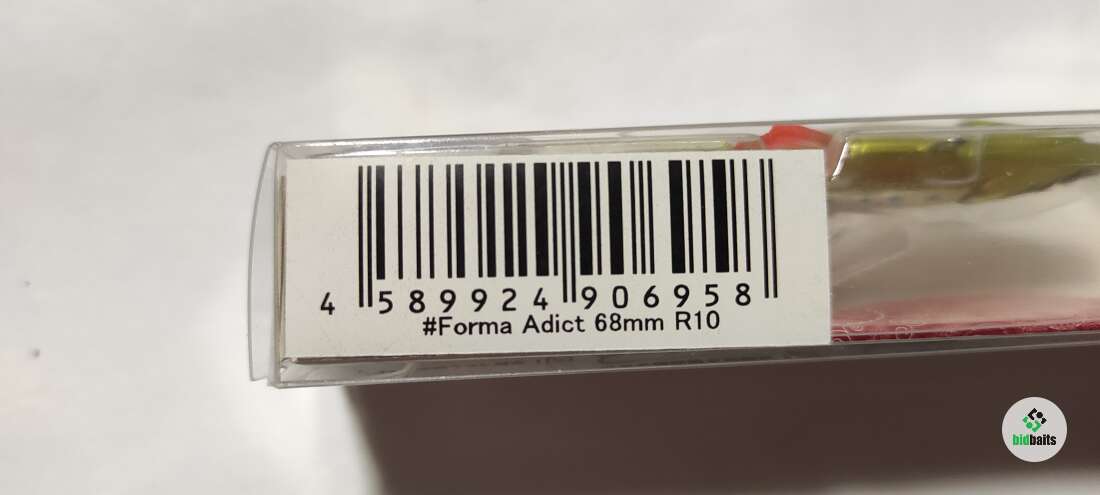 4 589924 906958
#Forma Adict 68mm R10
bidbaits